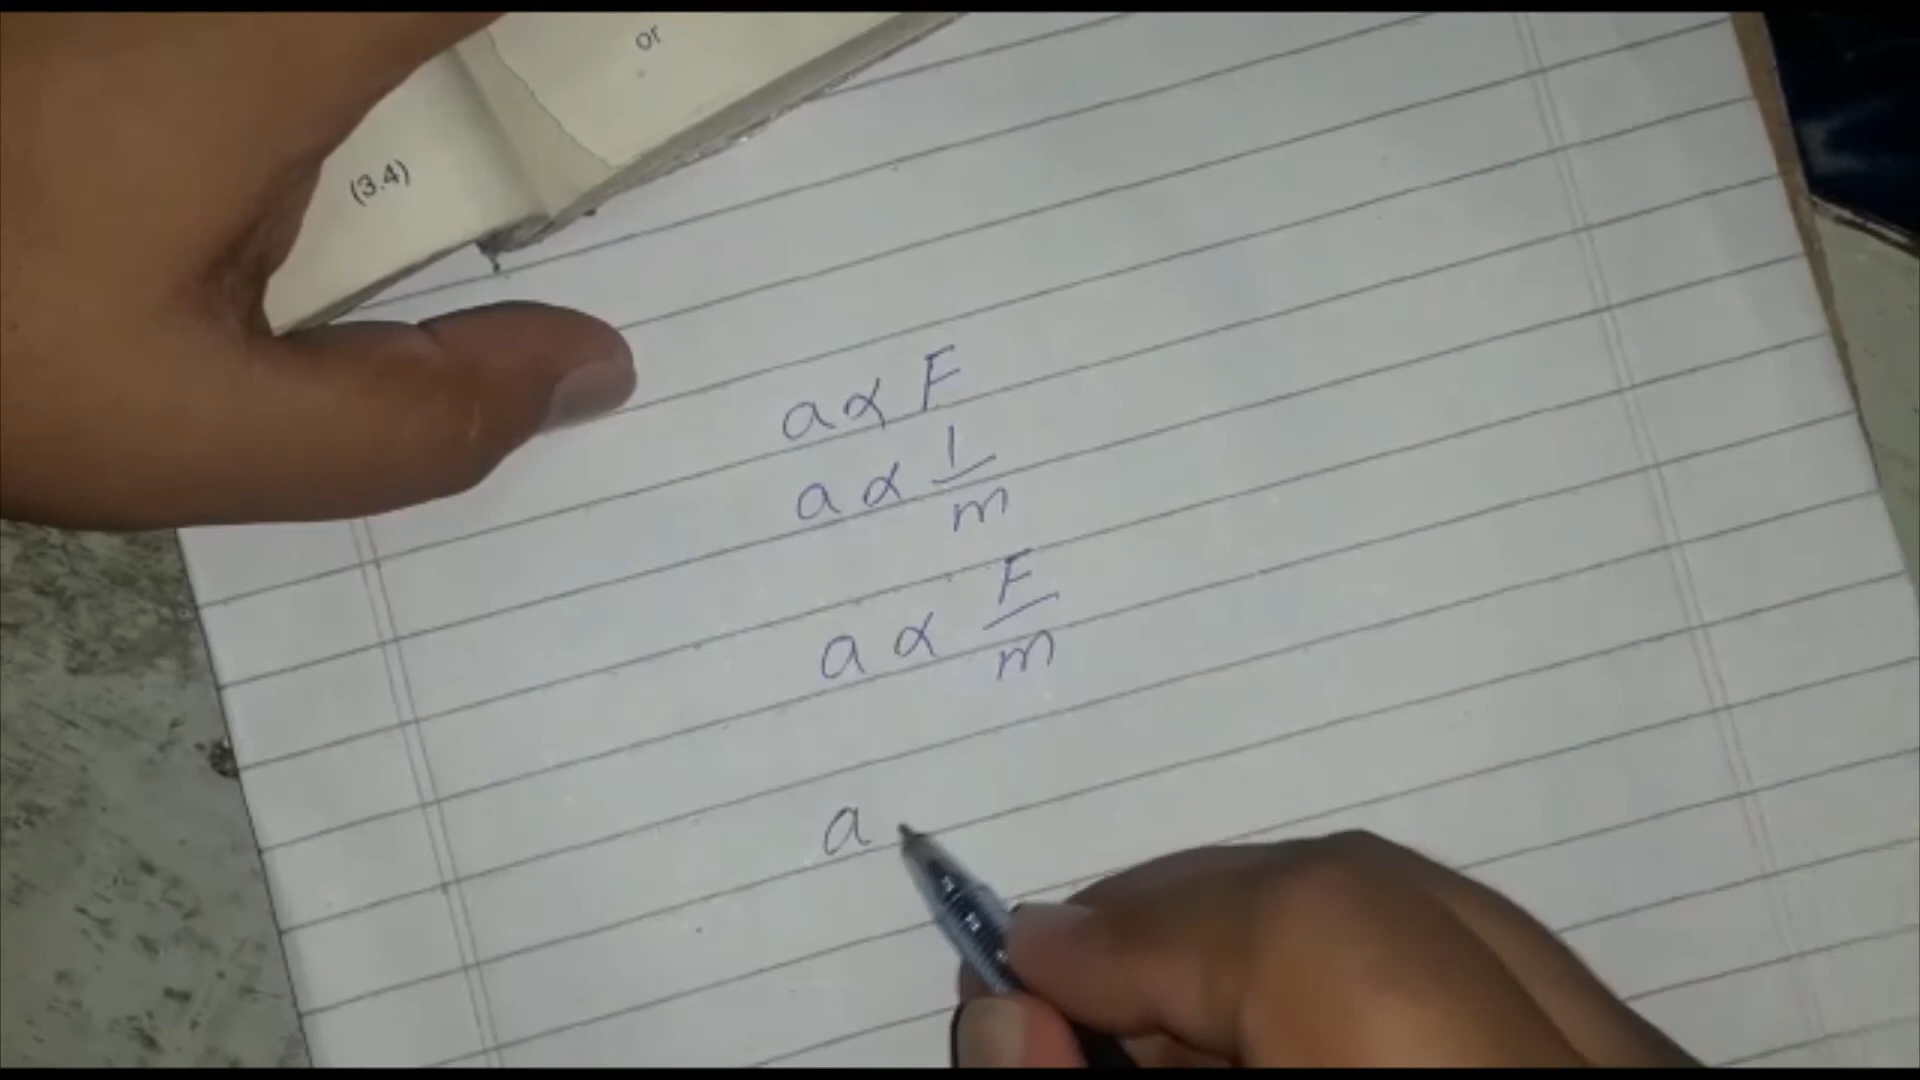 or
(3.4)
a ∝ F
a ∝ 1/m
a ∝ F/m
a